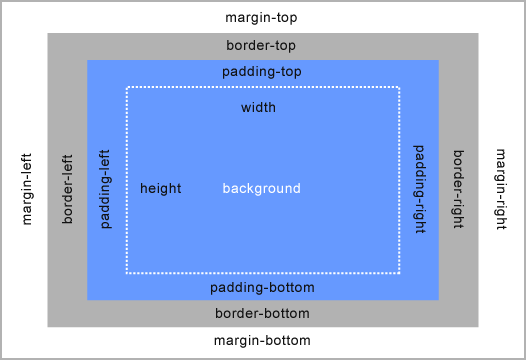 margin-top
border-top
padding-top
width
margin-left
border-left
padding-left
height
background
padding-right
border-right
margin-right
padding-bottom
border-bottom
margin-bottom